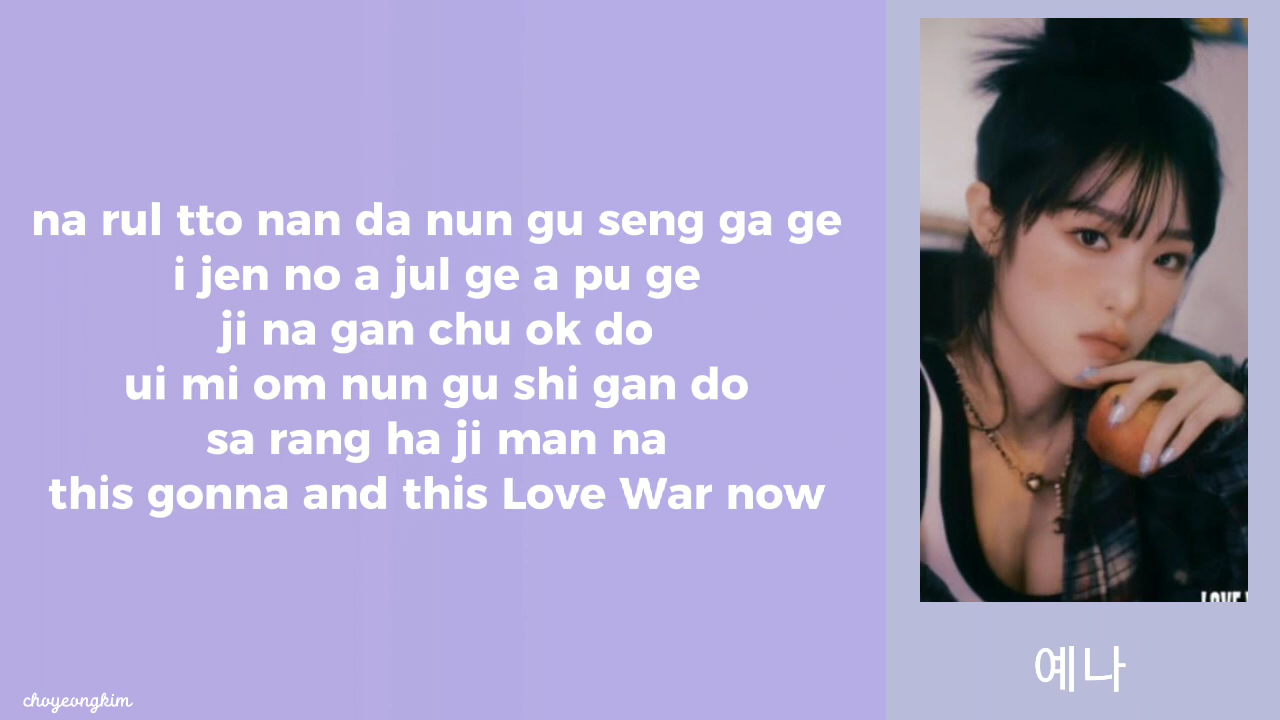 na rul tto nan da nun gu seng ga ge
i jen no a jul ge a pu ge
ji na gan chu ok do
ui mi om nun gu shi gan do
sa rang ha ji man na
this gonna and this Love War now
예나
choyeongkim